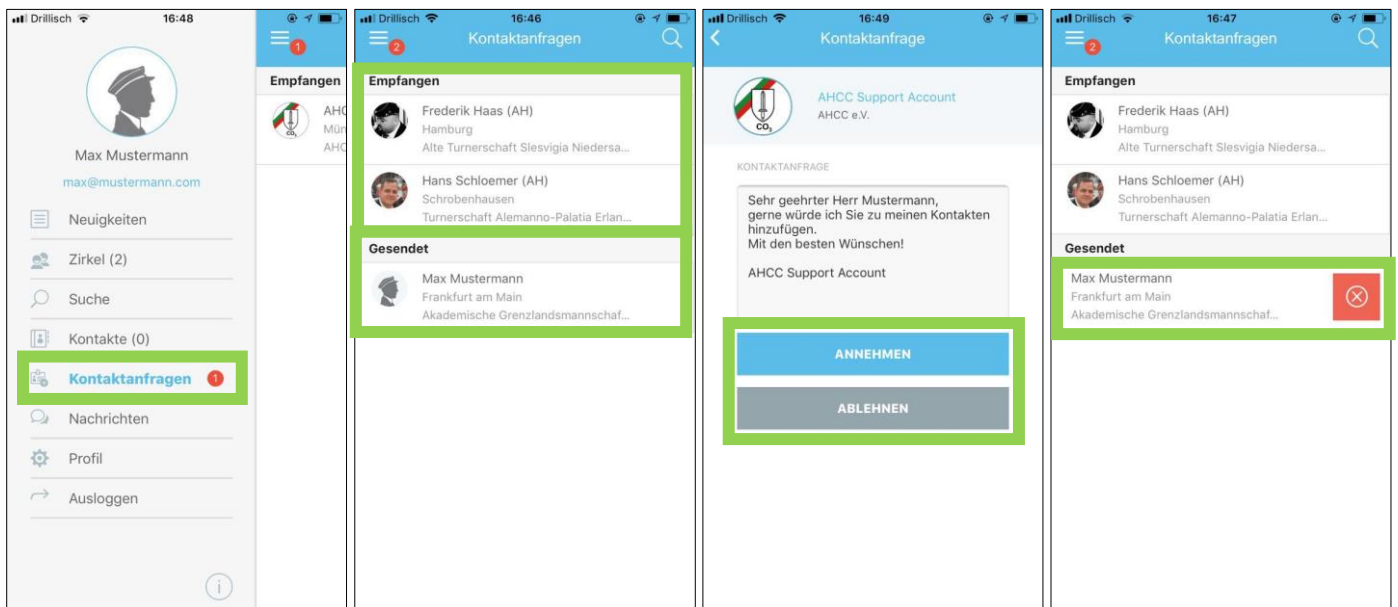 Drillisch 16:48
Max Mustermann
max@mustermann.com
Neuigkeiten
Zirkel (2)
Suche
Kontakte (0)
Kontaktanfragen 1
Nachrichten
Profil
Ausloggen
i
1
Empfangen
AHC
Mün
AHC
CO₃
Drillisch 16:46
2 Kontaktanfragen
Empfangen
Frederik Haas (AH)
Hamburg
Alte Turnerschaft Slesvigia Niedersa...
Hans Schloemer (AH)
Schrobenhausen
Turnerschaft Alemanno-Palatia Erlan...
Gesendet
Max Mustermann
Frankfurt am Main
Akademische Grenzlandsmannschaf...
Drillisch 16:49
Kontaktanfrage
CO₃
AHCC Support Account
AHCC e.V.
KONTAKTANFRAGE
Sehr geehrter Herr Mustermann,
gerne würde ich Sie zu meinen Kontakten
hinzufügen.
Mit den besten Wünschen!
AHCC Support Account
ANNEHMEN
ABLEHNEN
Drillisch 16:47
2 Kontaktanfragen
Empfangen
Frederik Haas (AH)
Hamburg
Alte Turnerschaft Slesvigia Niedersa...
Hans Schloemer (AH)
Schrobenhausen
Turnerschaft Alemanno-Palatia Erlan...
Gesendet
Max Mustermann
Frankfurt am Main
Akademische Grenzlandsmannschaf...